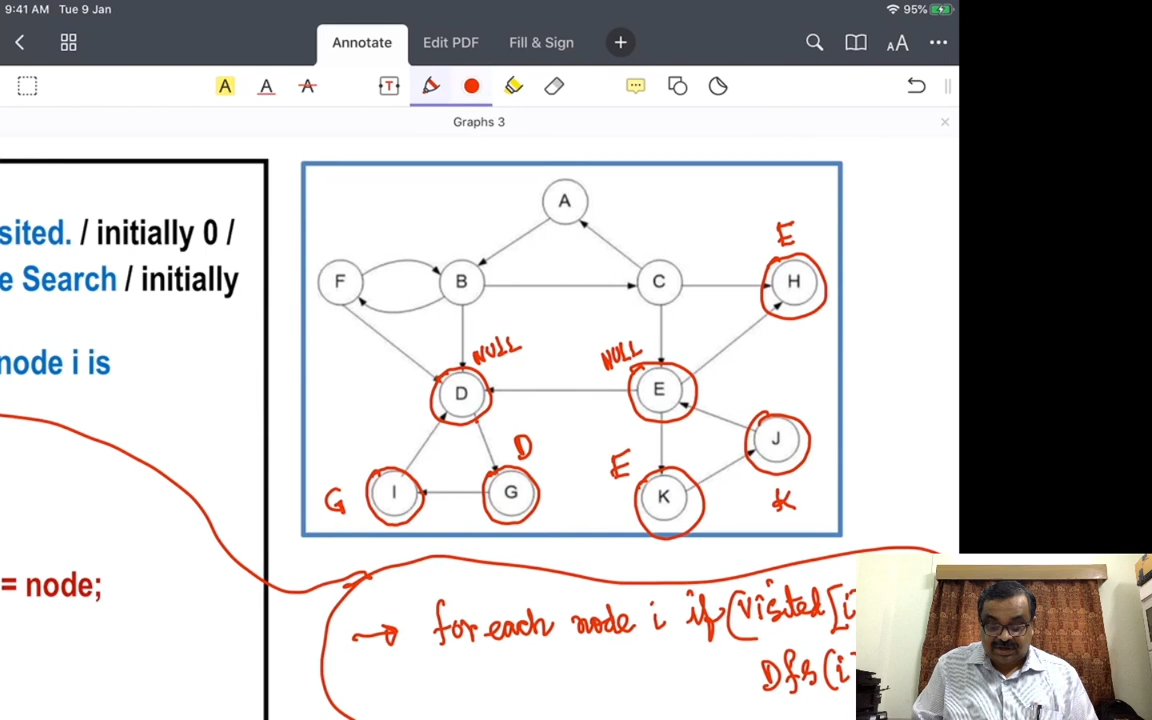 9:41 AM Tue 9 Jan
95%
Annotate
Edit PDF
Fill & Sign
Graphs 3
sited. / initially 0 /
e Search / initially
node i is
= node;
A
E
F
B
C
H
NULL
NULL
D
E
D
J
E
G
I
G
K
K
for each node i if (visited[i
Dfs(i